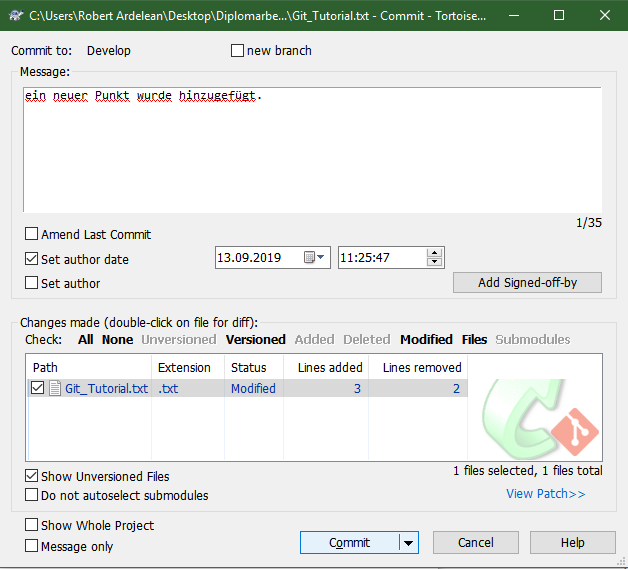 C:\Users\Robert Ardelean\Desktop\Diplomarbe...\Git_Tutorial.txt - Commit - Tortoise...
Commit to: Develop new branch
Message:
ein neuer Punkt wurde hinzugefügt.
1/35
Amend Last Commit
Set author date 13.09.2019 11:25:47
Set author Add Signed-off-by
Changes made (double-click on file for diff):
Check: All None Unversioned Versioned Added Deleted Modified Files Submodules
Path Extension Status Lines added Lines removed
Git_Tutorial.txt .txt Modified 3 2
Show Unversioned Files 1 files selected, 1 files total
Do not autoselect submodules View Patch>>
Show Whole Project
Message only Commit Cancel Help